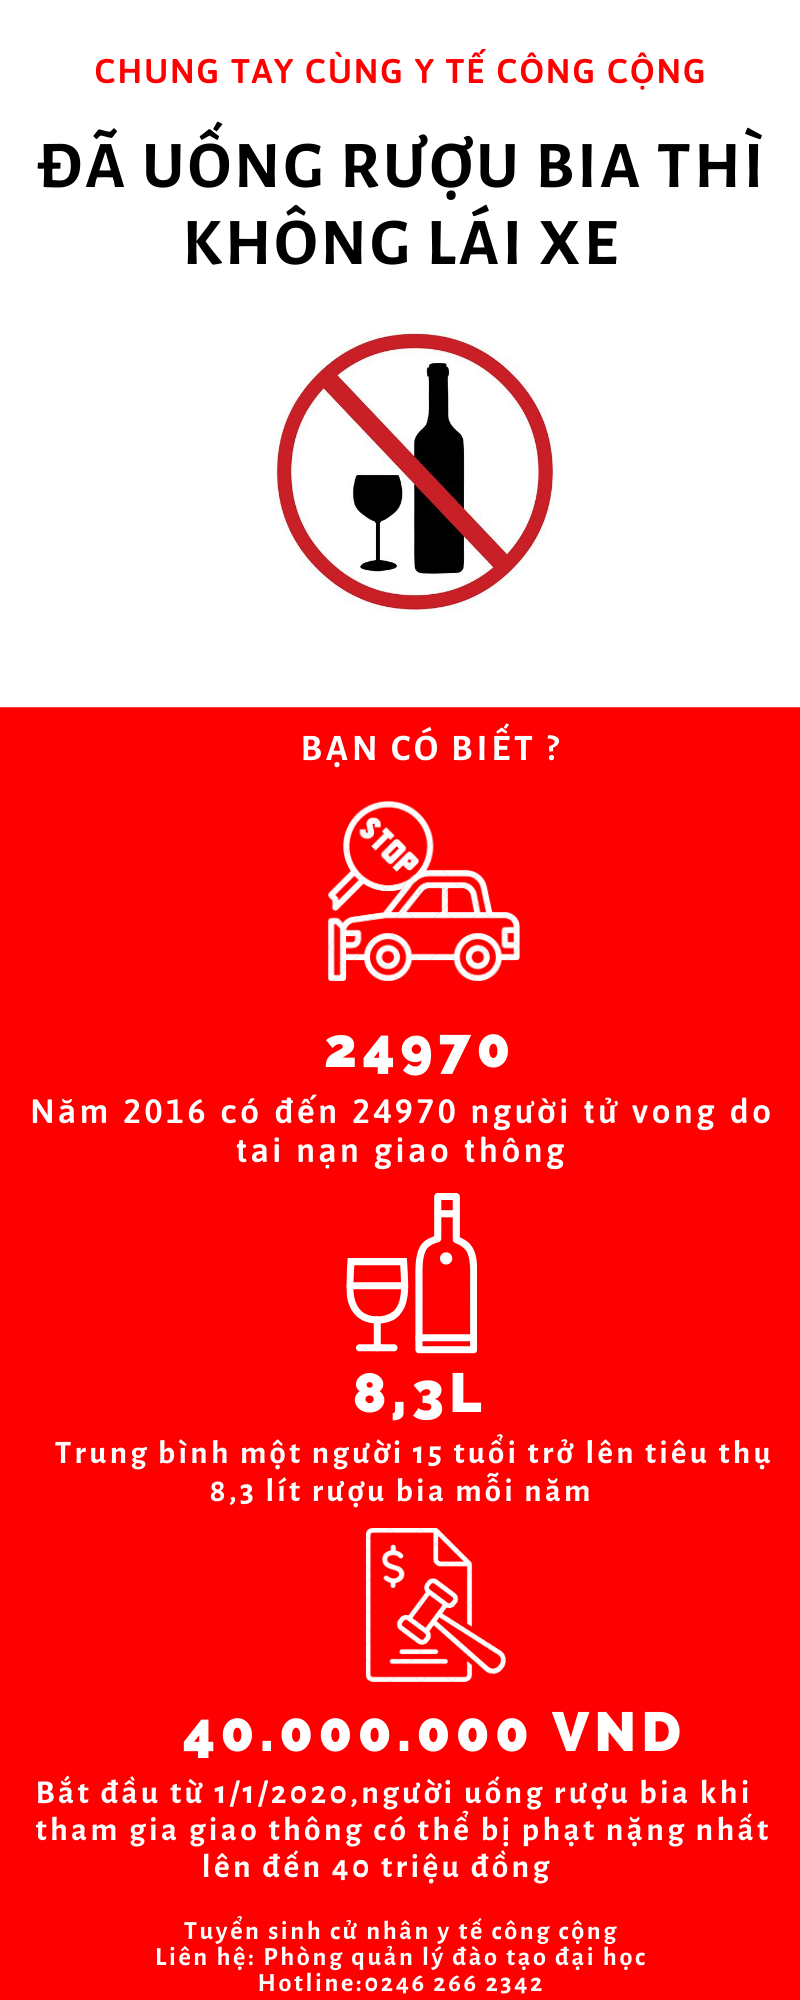 CHUNG TAY CÙNG Y TẾ CÔNG CỘNG
ĐÃ UỐNG RƯỢU BIA THÌ
KHÔNG LÁI XE
BẠN CÓ BIẾT ?
STOP
24970
Năm 2016 có đến 24970 người tử vong do
tai nạn giao thông
8,3L
Trung bình một người 15 tuổi trở lên tiêu thụ
8,3 lít rượu bia mỗi năm
$
40.000.000 VND
Bắt đầu từ 1/1/2020,người uống rượu bia khi
tham gia giao thông có thể bị phạt nặng nhất
lên đến 40 triệu đồng
Tuyển sinh cử nhân y tế công cộng
Liên hệ: Phòng quản lý đào tạo đại học
Hotline:0246 266 2342